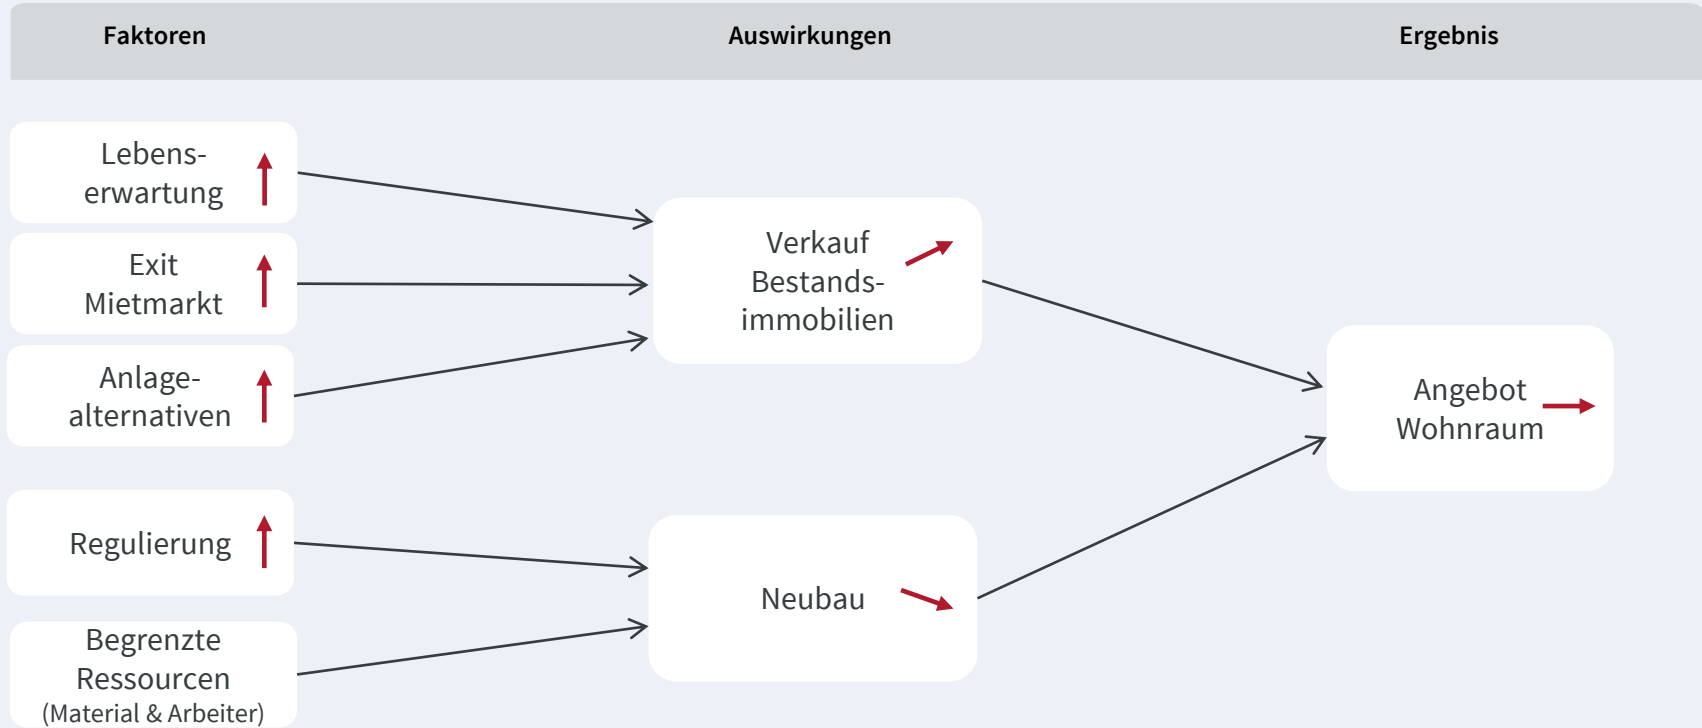 Faktoren
Auswirkungen
Ergebnis
Lebens-
erwartung
Exit
Mietmarkt
Anlage-
alternativen
Regulierung
Begrenzte
Ressourcen
(Material & Arbeiter)
Verkauf
Bestands-
immobilien
Neubau
Angebot
Wohnraum